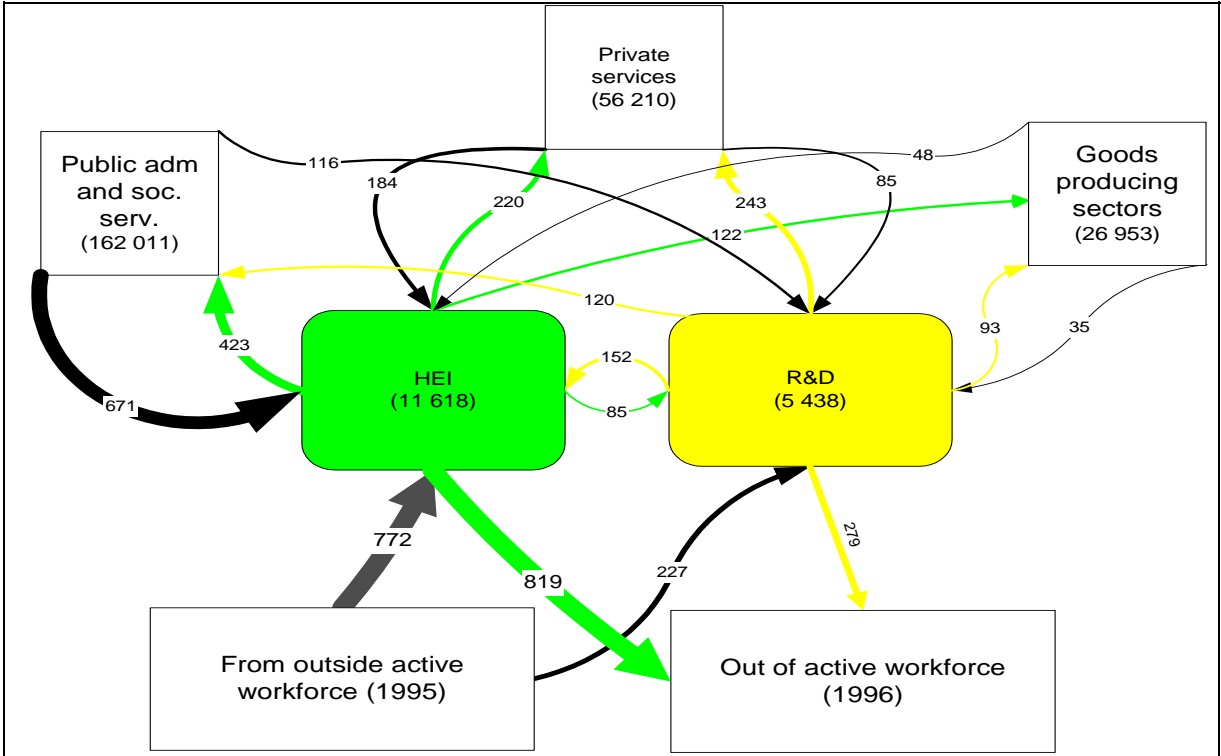 Private
services
(56 210)
Public adm
and soc.
serv.
(162 011)
Goods
producing
sectors
(26 953)
116
184
220
243
85
48
122
120
423
671
93
35
152
85
HEI
(11 618)
R&D
(5 438)
772
819
227
279
From outside active
workforce (1995)
Out of active workforce
(1996)